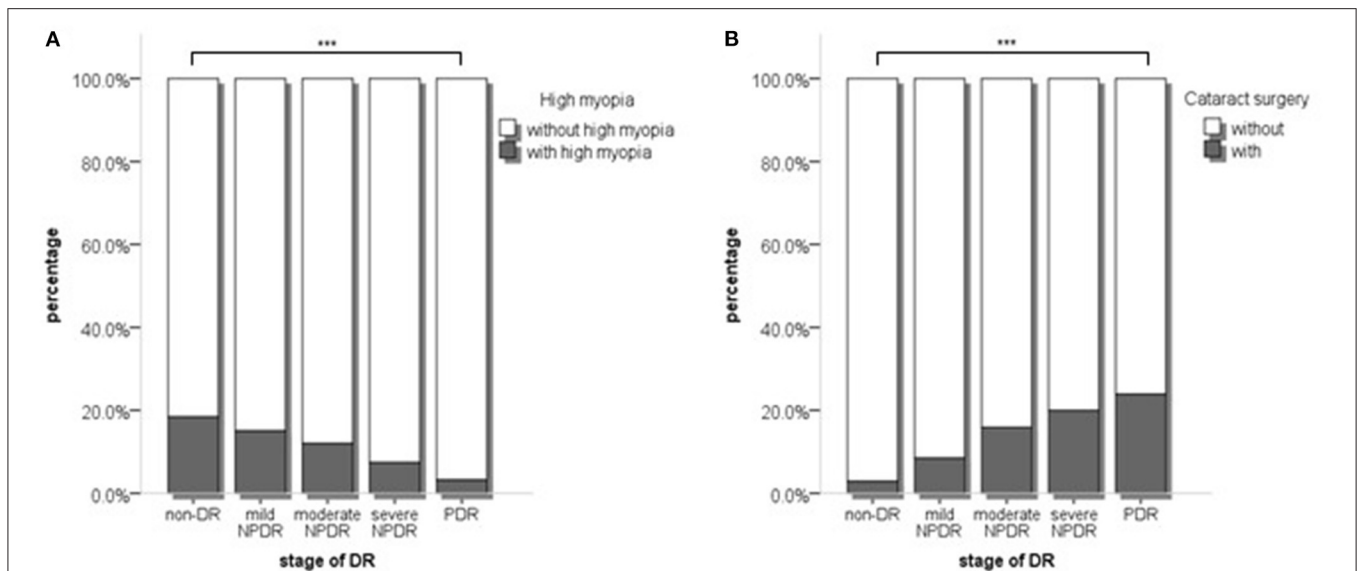 A
***
100.0%
80.0%
60.0%
40.0%
20.0%
0.0%
percentage
non-DR
mild
NPDR
moderate
NPDR
severe
NPDR
PDR
stage of DR
High myopia
without high myopia
with high myopia
B
***
100.0%
80.0%
60.0%
40.0%
20.0%
0.0%
percentage
non-DR
mild
NPDR
moderate
NPDR
severe
NPDR
PDR
stage of DR
Cataract surgery
without
with